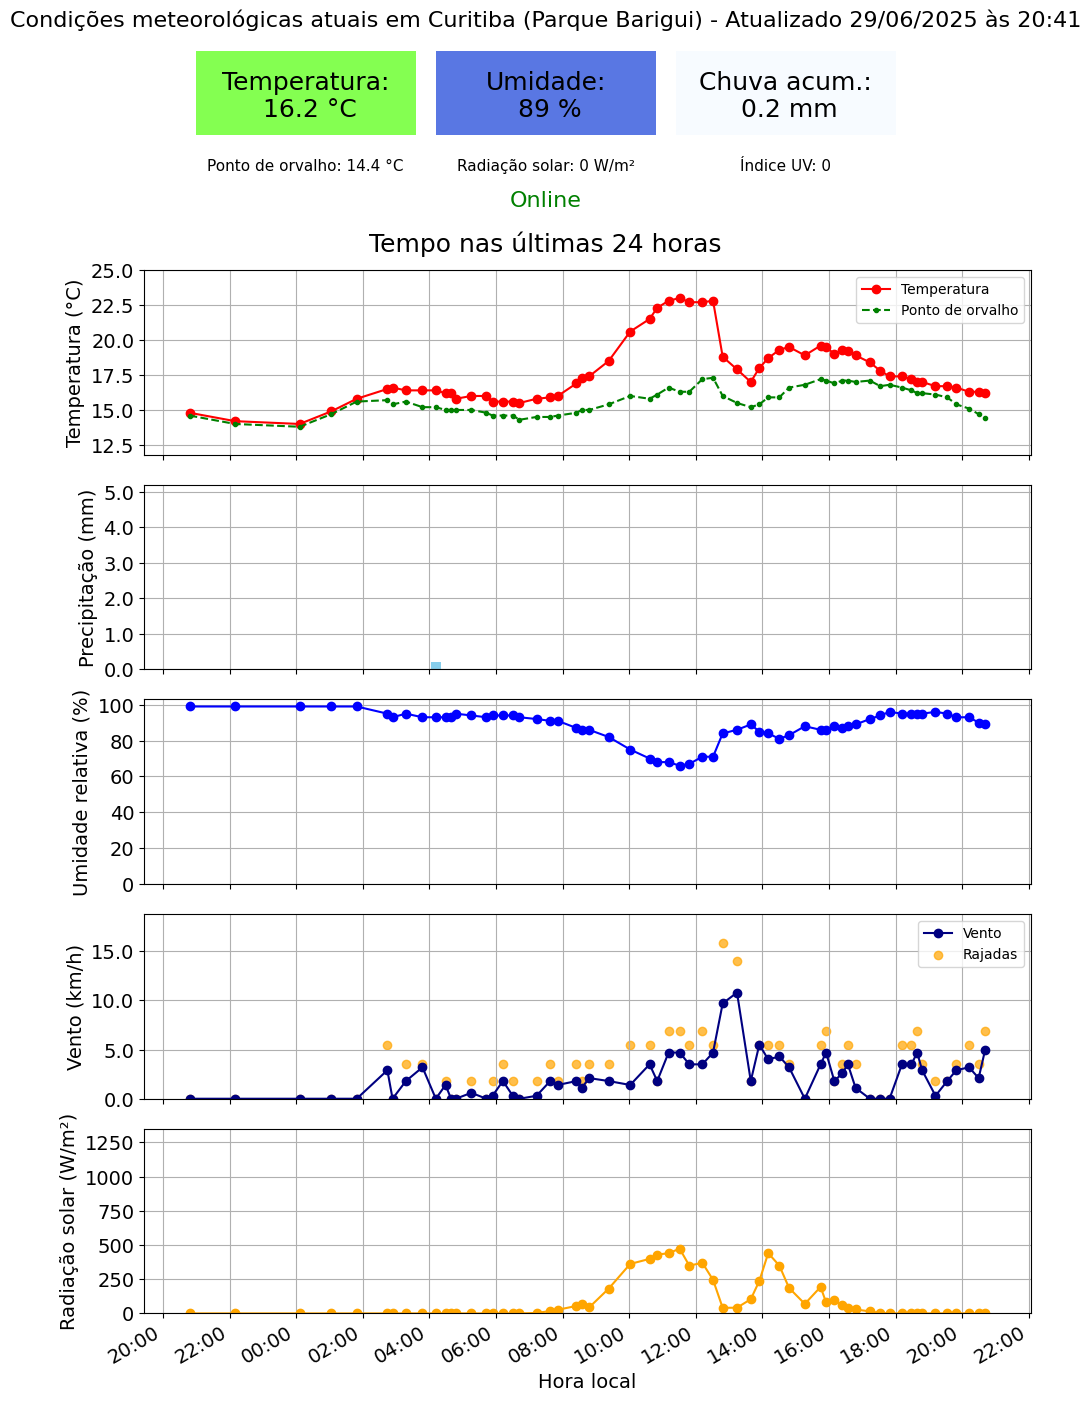 Condições meteorológicas atuais em Curitiba (Parque Barigui) - Atualizado 29/06/2025 às 20:41
Temperatura:
16.2 °C
Umidade:
89 %
Chuva acum.:
0.2 mm
Ponto de orvalho: 14.4 °C
Radiação solar: 0 W/m²
Índice UV: 0
Online
Tempo nas últimas 24 horas
Temperatura (°C)
25.0
22.5
20.0
17.5
15.0
12.5
Temperatura
Ponto de orvalho
Precipitação (mm)
5.0
4.0
3.0
2.0
1.0
0.0
Umidade relativa (%)
100
80
60
40
20
0
Vento (km/h)
15.0
10.0
5.0
0.0
Vento
Rajadas
Radiação solar (W/m²)
1250
1000
750
500
250
0
20:00
22:00
00:00
02:00
04:00
06:00
08:00
10:00
12:00
14:00
16:00
18:00
20:00
22:00
Hora local